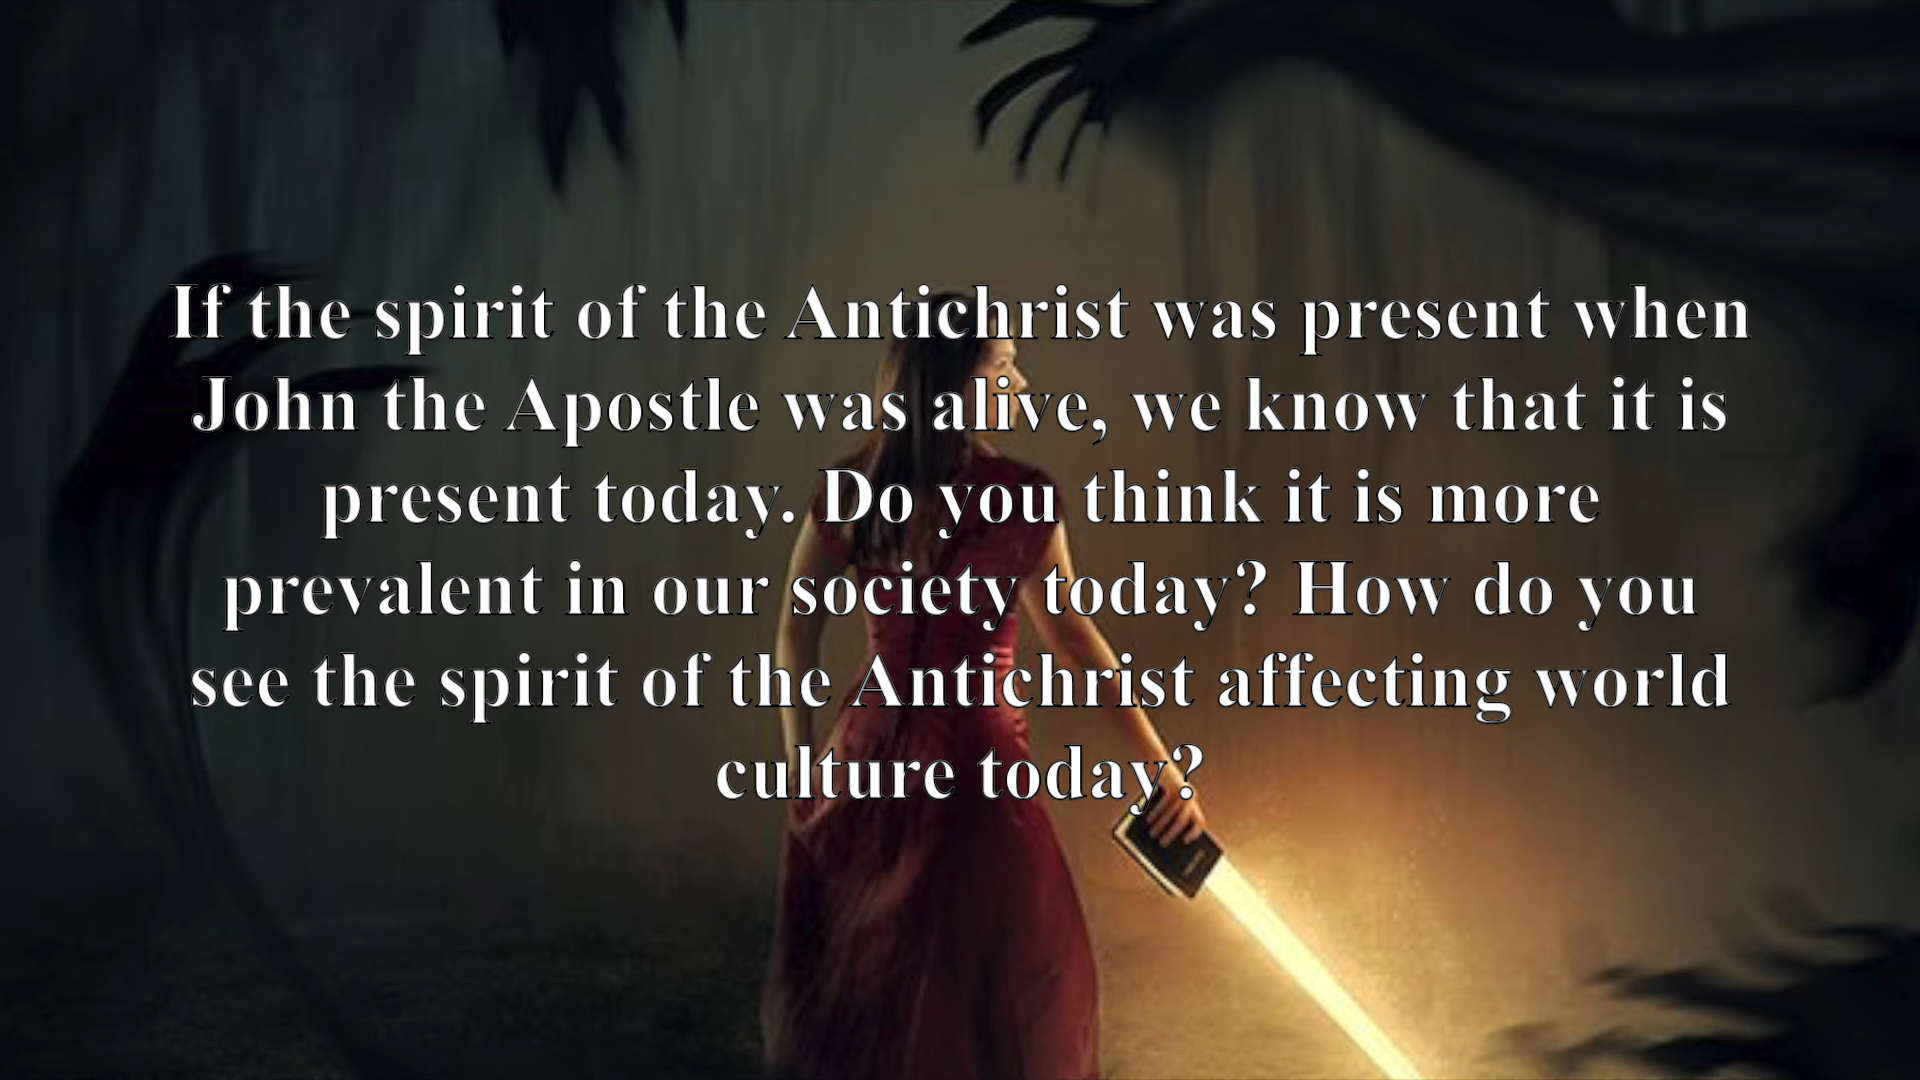 If the spirit of the Antichrist was present when
John the Apostle was alive, we know that it is
present today. Do you think it is more
prevalent in our society today? How do you
see the spirit of the Antichrist affecting world
culture today?